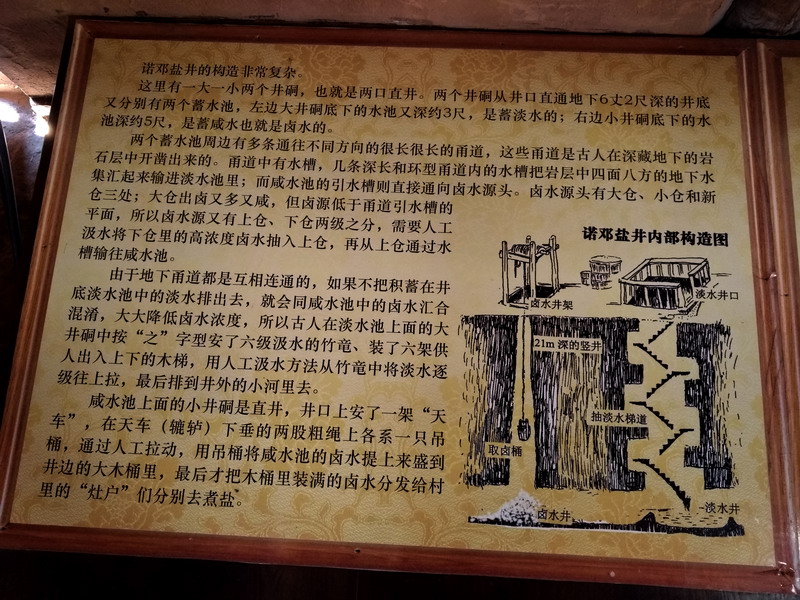 诺邓盐井的构造非常复杂。
这里有一大一小两个井硐，也就是两口直井。两个井硐从井口直通地下6丈2尺深的井底
又分别有两个蓄水池，左边大井硐底下的水池又深约3尺，是蓄淡水的；右边小井硐底下的水
池深约5尺，是蓄咸水也就是卤水的。
两个蓄水池周边有多条通往不同方向的很长很长的甬道，这些甬道是古人在深藏地下的岩
石层中开凿出来的。甬道中有水槽，几条深长和环型甬道内的水槽把岩层中四面八方的地下水
集汇起来输进淡水池里；而咸水池的引水槽则直接通向卤水源头。卤水源头有大仓、小仓和新
仓三处；大仓出卤又多又咸，但卤源低于甬道引水槽的
平面，所以卤水源又有上仓、下仓两级之分，需要人工
汲水将下仓里的高浓度卤水抽入上仓，再从上仓通过水
槽输往咸水池。
由于地下甬道都是互相连通的，如果不把积蓄在井
底淡水池中的淡水排出去，就会同咸水池中的卤水汇合
混淆，大大降低卤水浓度，所以古人在淡水池上面的大
井硐中按“之”字型安了六级汲水的竹竜、装了六架供
人出入上下的木梯，用人工汲水方法从竹竜中将淡水逐
级往上拉，最后排到井外的小河里去。
咸水池上面的小井硐是直井，井口上安了一架“天
车”，在天车（辘轳）下垂的两股粗绳上各系一只吊
桶，通过人工拉动，用吊桶将咸水池的卤水提上来盛到
井边的大木桶里，最后才把木桶里装满的卤水分发给村
里的“灶户”们分别去煮盐。
诺邓盐井内部构造图
卤水井架
淡水井口
21m 深的竖井
抽淡水梯道
取卤桶
卤水井
淡水井